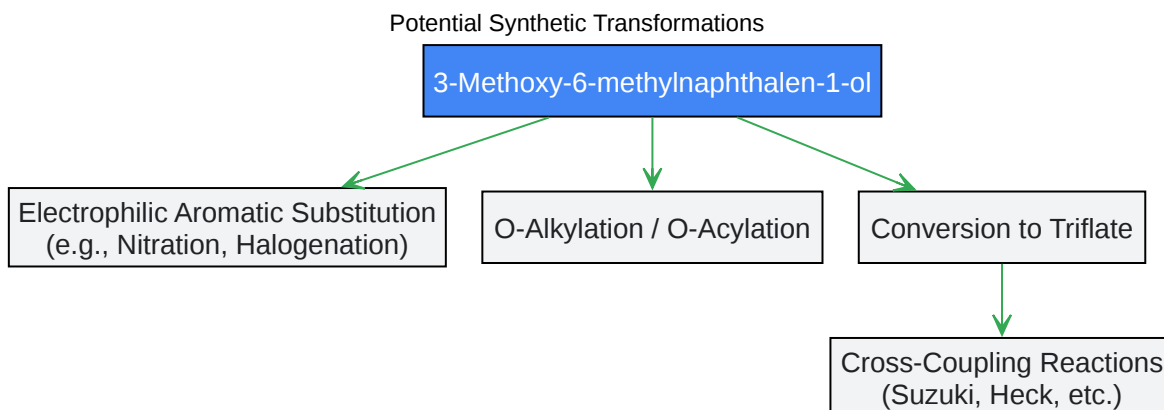 Potential Synthetic Transformations
3-Methoxy-6-methylnaphthalen-1-ol
Electrophilic Aromatic Substitution
(e.g., Nitration, Halogenation)
O-Alkylation / O-Acylation
Conversion to Triflate
Cross-Coupling Reactions
(Suzuki, Heck, etc.)